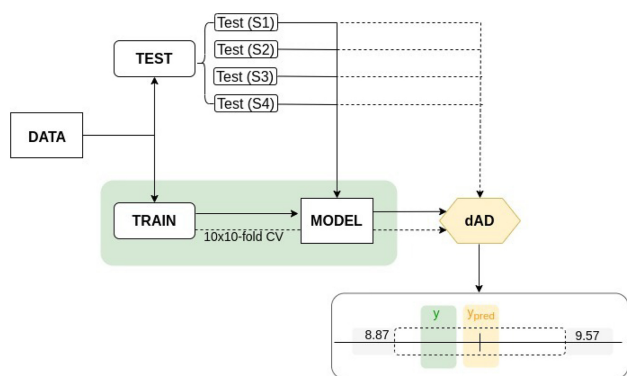 Test (S1)
Test (S2)
Test (S3)
Test (S4)
TEST
DATA
TRAIN
10x10-fold CV
MODEL
dAD
y
ypred
8.87
9.57